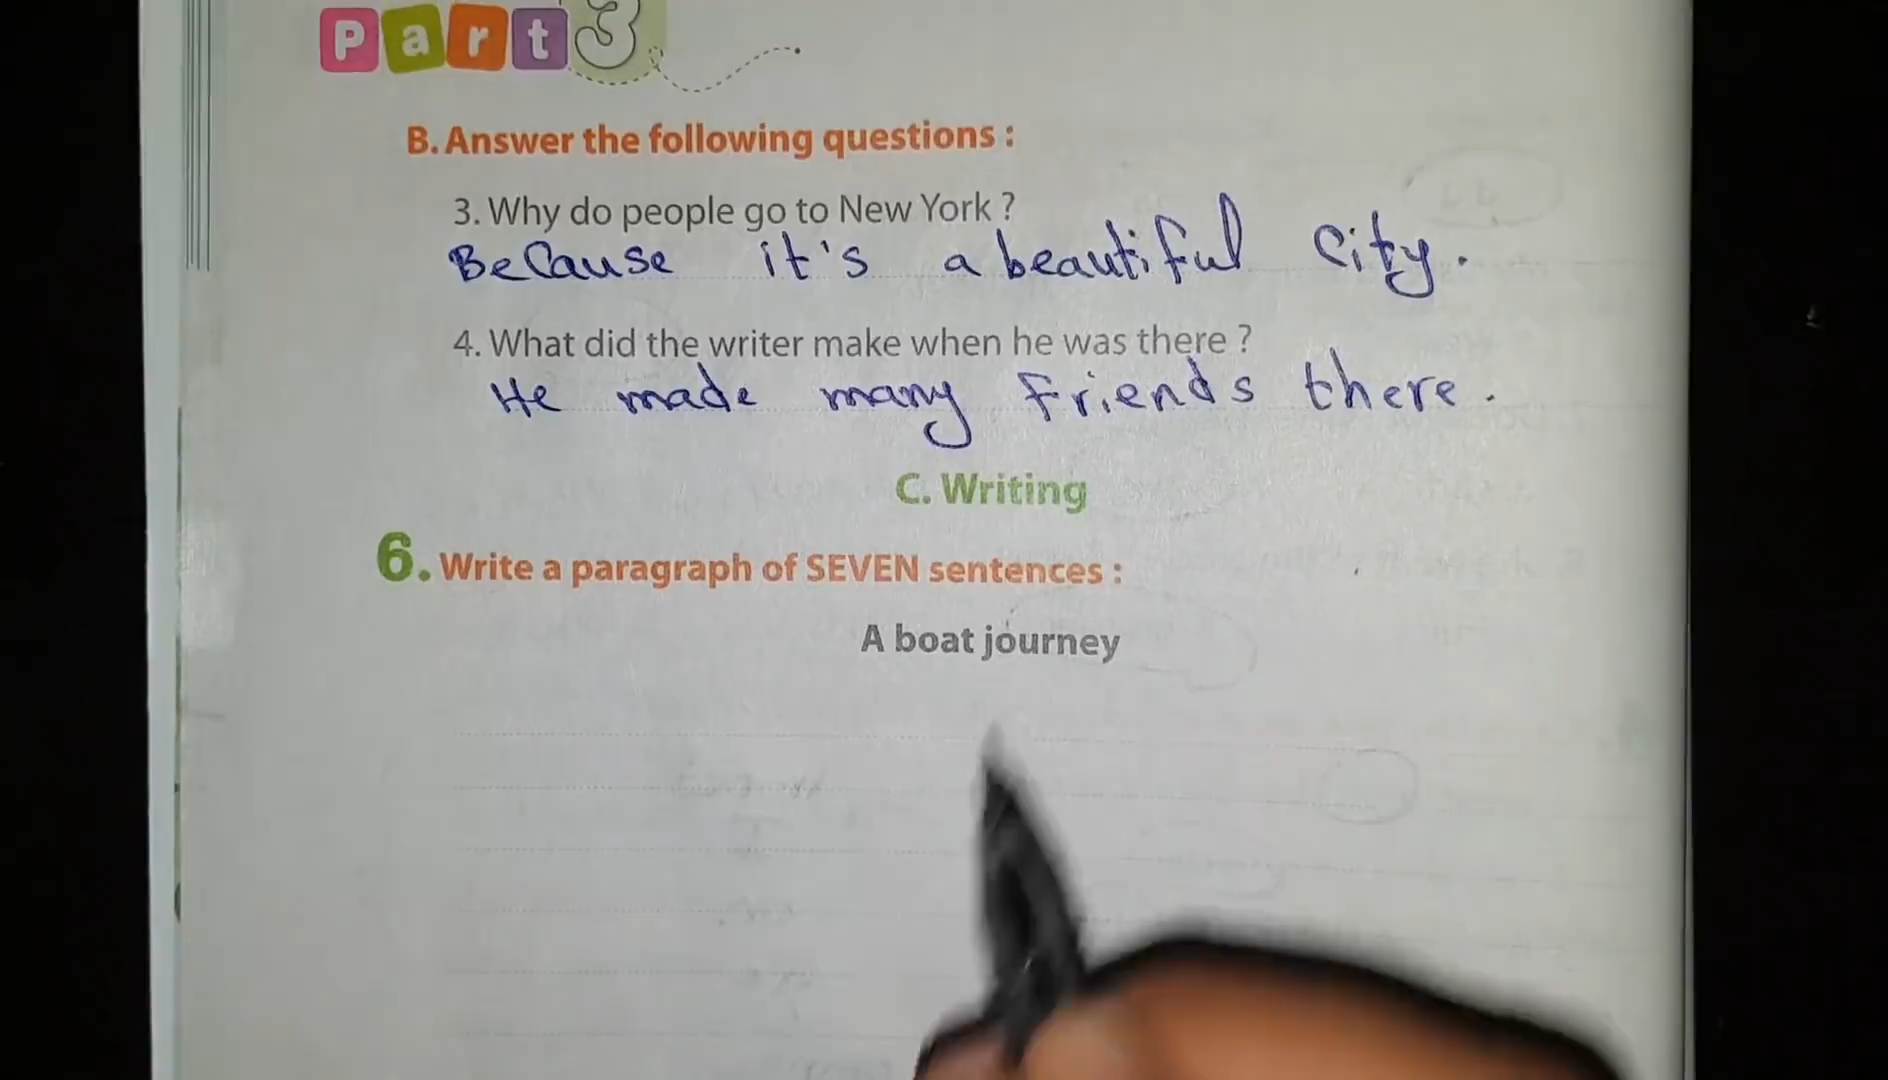 Part 3
B. Answer the following questions :
3. Why do people go to New York ?
Because it's a beautiful city.
4. What did the writer make when he was there ?
He made many friends there.
C. Writing
6. Write a paragraph of SEVEN sentences :
A boat journey